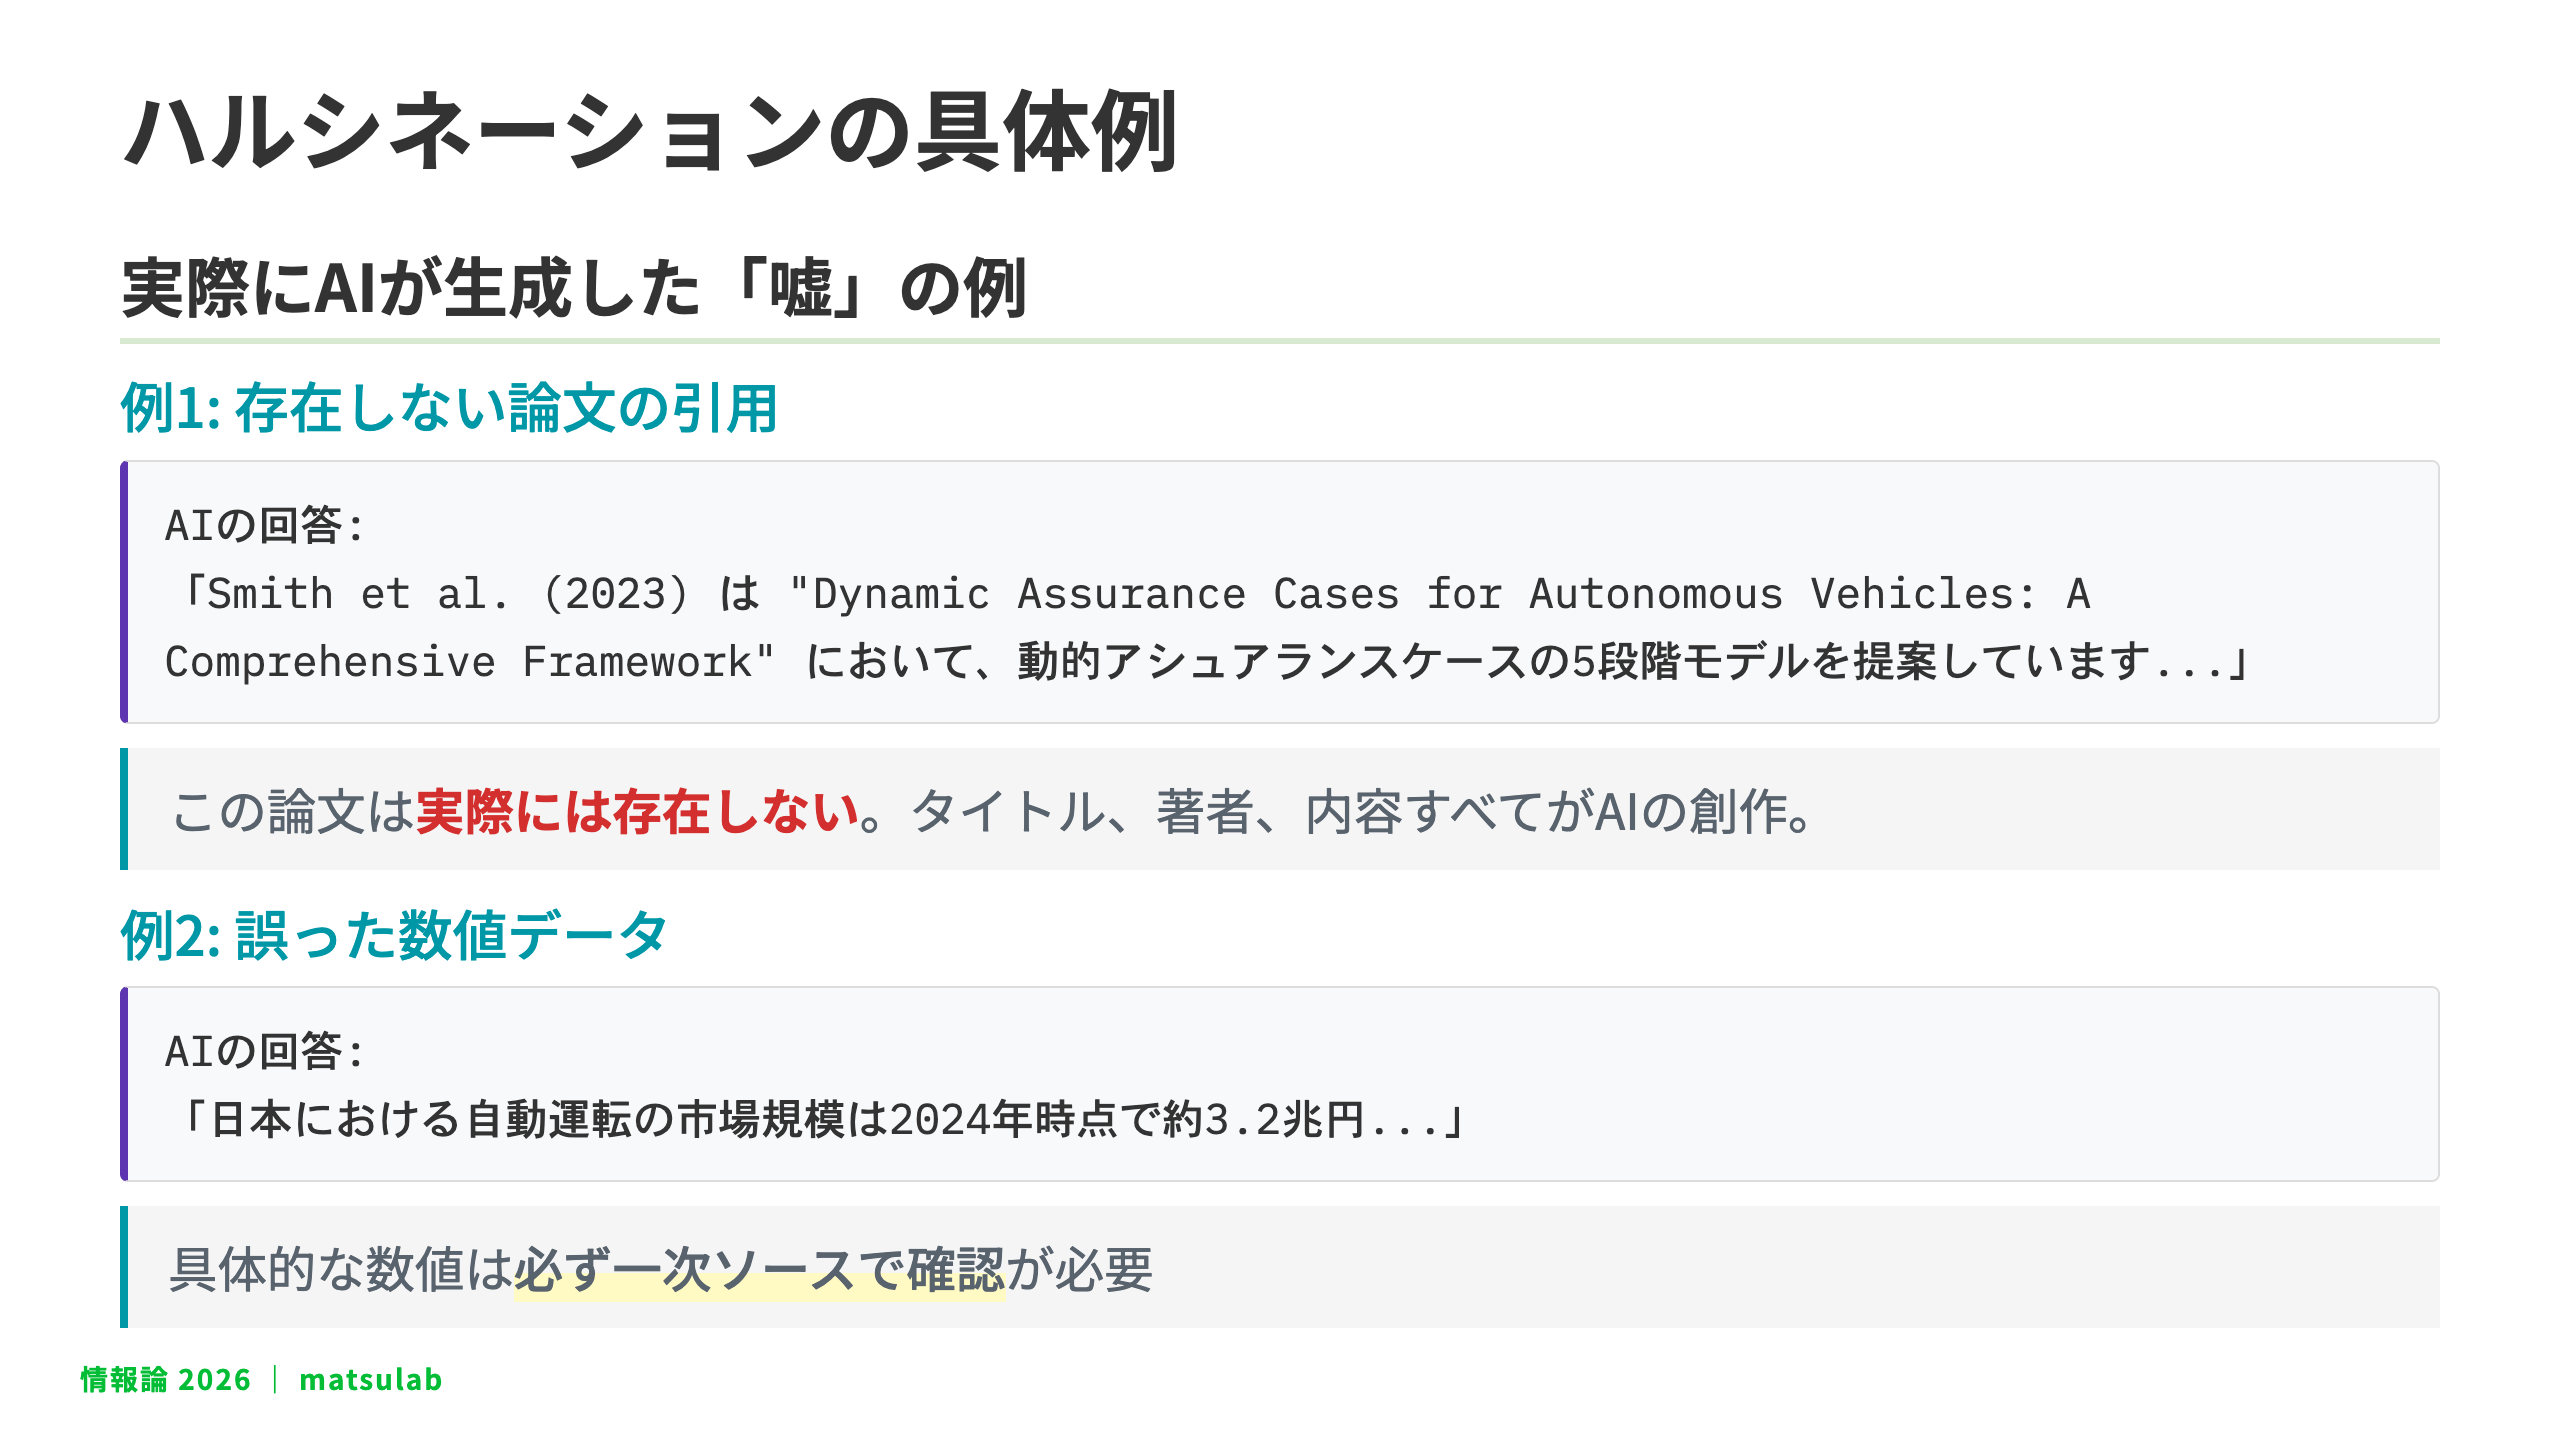 ハルシネーションの具体例
実際にAIが生成した「嘘」の例
例1: 存在しない論文の引用
AIの回答:
「Smith et al. (2023) は "Dynamic Assurance Cases for Autonomous Vehicles: A
Comprehensive Framework" において、動的アシュアランスケースの5段階モデルを提案しています...」
この論文は実際には存在しない。タイトル、著者、内容すべてがAIの創作。
例2: 誤った数値データ
AIの回答:
「日本における自動運転の市場規模は2024年時点で約3.2兆円...」
具体的な数値は必ず一次ソースで確認が必要
情報論 2026 | matsulab